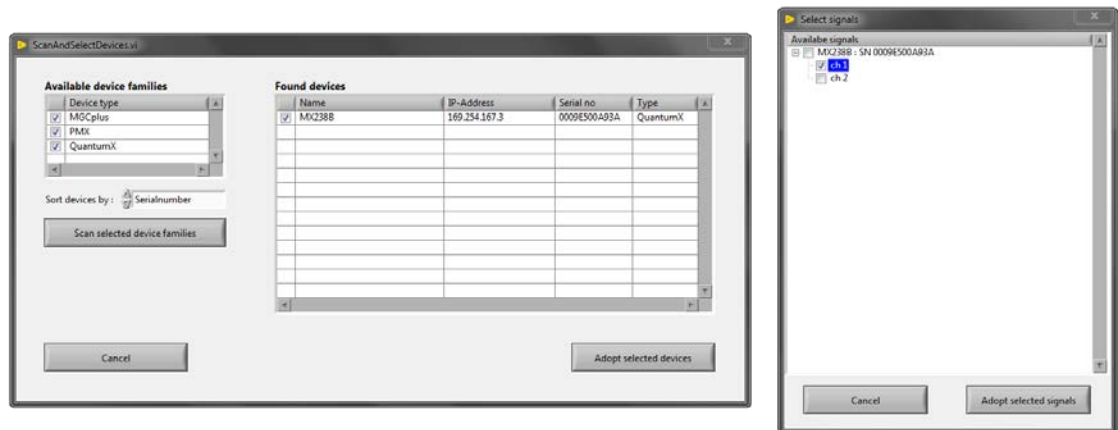 ScanAndSelectDevices.vi
Available device families
Device type
MGCplus
PMX
QuantumX
Sort devices by : Serialnumber
Scan selected device families
Cancel
Found devices
Name IP-Address Serial no Type
MX238B 169.254.167.3 0009E500A93A QuantumX
Adopt selected devices
Select signals
Availabe signals
MX238B : SN 0009E500A93A
ch 1
ch 2
Cancel
Adopt selected signals